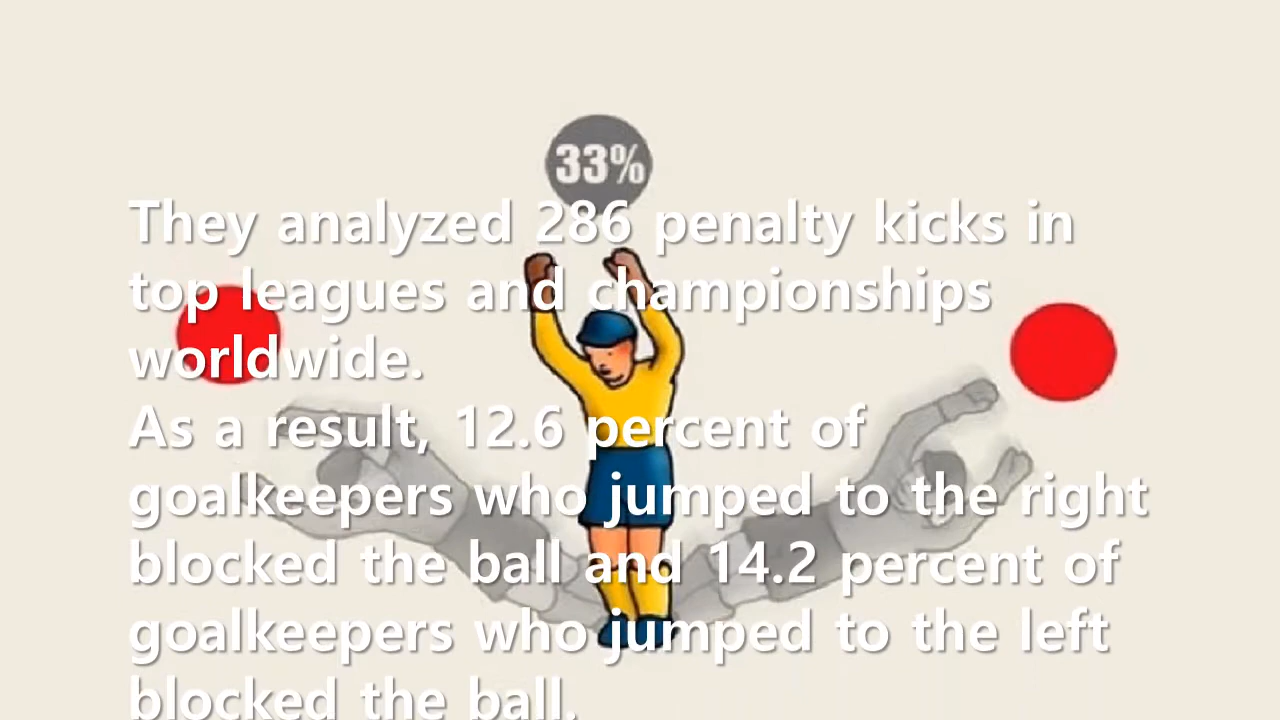 33%
They analyzed 286 penalty kicks in
top leagues and championships
worldwide.
As a result, 12.6 percent of
goalkeepers who jumped to the right
blocked the ball and 14.2 percent of
goalkeepers who jumped to the left
blocked the ball.